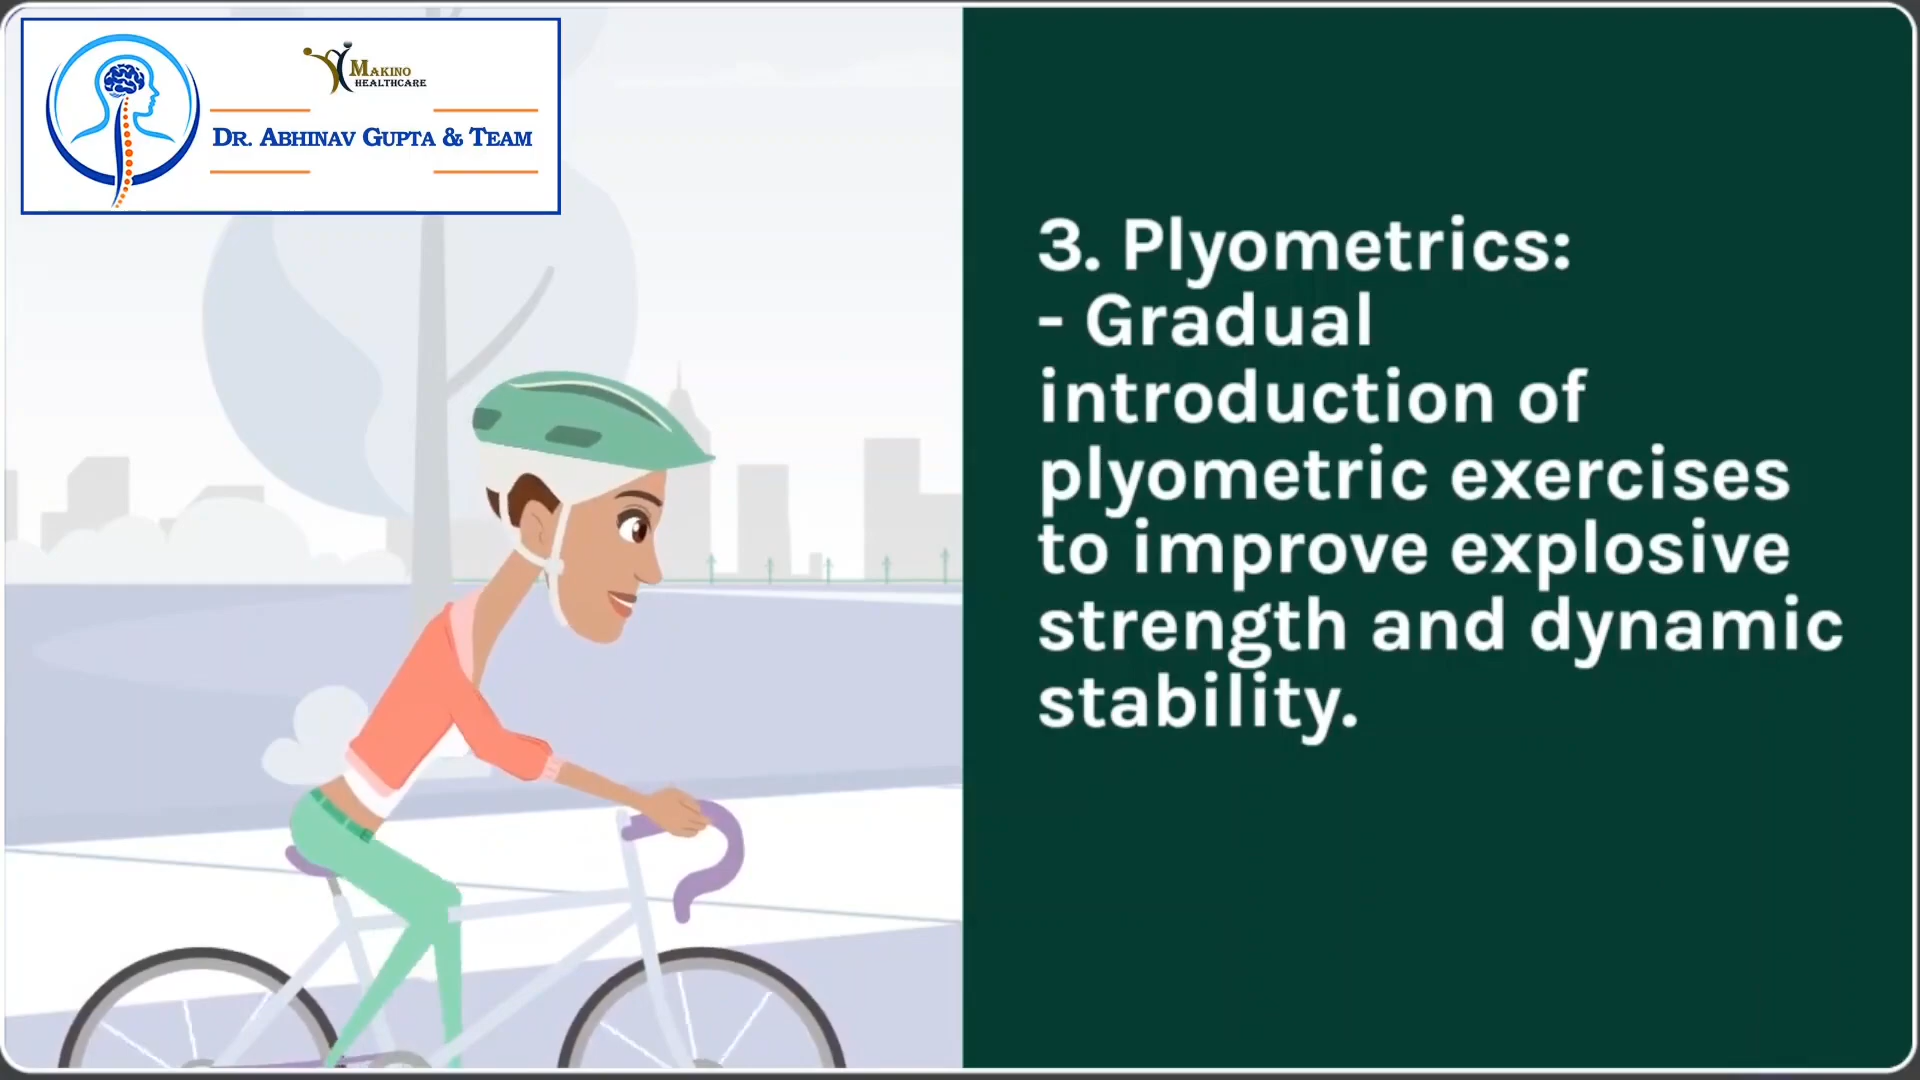 MAKINO
HEALTHCARE
DR. ABHINAV GUPTA & TEAM
3. Plyometrics:
- Gradual
introduction of
plyometric exercises
to improve explosive
strength and dynamic
stability.